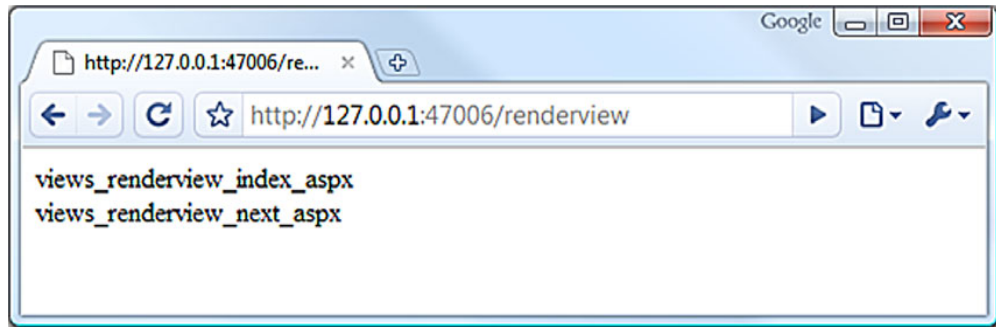 Google
http://127.0.0.1:47006/re...
http://127.0.0.1:47006/renderview
views_renderview_index_aspx
views_renderview_next_aspx